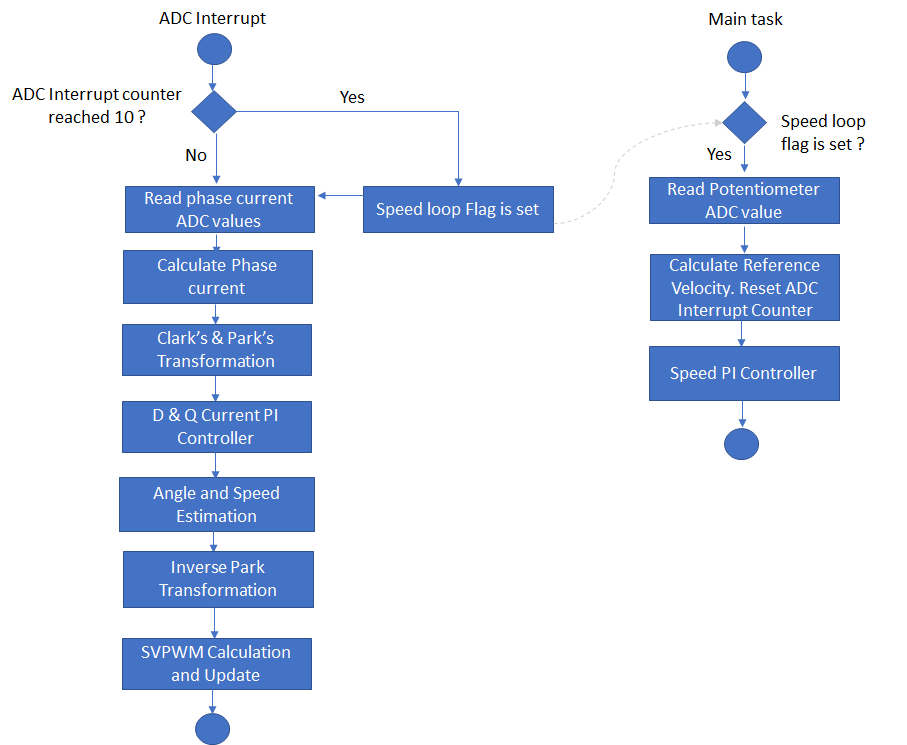 ADC Interrupt
ADC Interrupt counter
reached 10 ?
Yes
No
Read phase current
ADC values
Speed loop Flag is set
Calculate Phase
current
Clark's & Park's
Transformation
D & Q Current PI
Controller
Angle and Speed
Estimation
Inverse Park
Transformation
SVPWM Calculation
and Update
Main task
Speed loop
flag is set ?
Yes
Read Potentiometer
ADC value
Calculate Reference
Velocity. Reset ADC
Interrupt Counter
Speed PI Controller